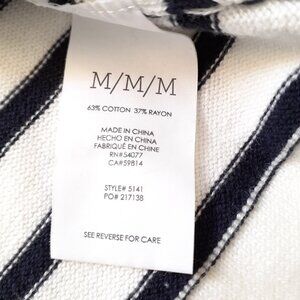 M/M/M
63% COTTON 37% RAYON
MADE IN CHINA
HECHO EN CHINA
FABRIQUÉ EN CHINE
RN#54077
CA#59814
STYLE# 5141
PO# 217138
SEE REVERSE FOR CARE